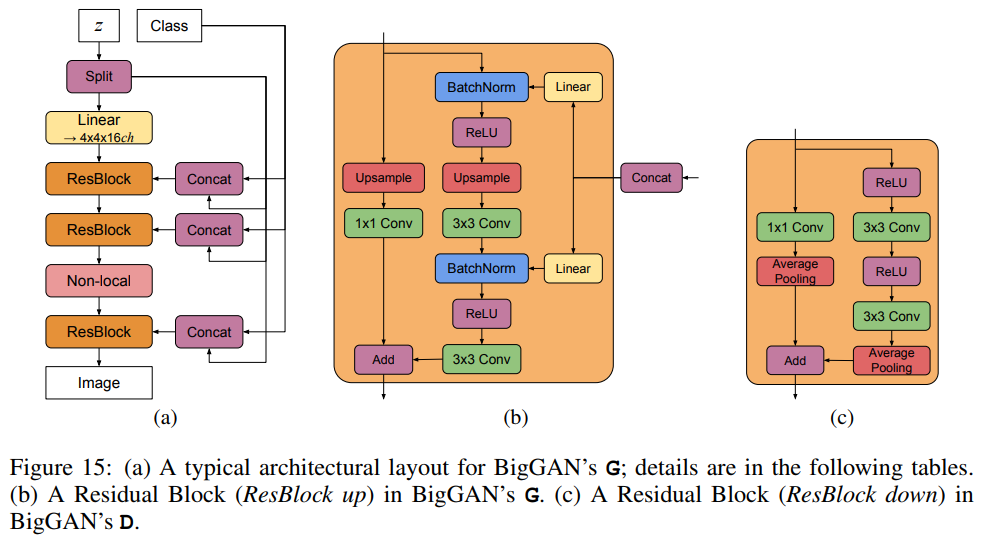 z
Class
Split
Linear
→ 4x4x16ch
ResBlock
Concat
ResBlock
Concat
Non-local
ResBlock
Concat
Image
(a)
BatchNorm
Linear
ReLU
Upsample
Upsample
Concat
1x1 Conv
3x3 Conv
BatchNorm
Linear
ReLU
Add
3x3 Conv
(b)
ReLU
1x1 Conv
3x3 Conv
Average
Pooling
ReLU
3x3 Conv
Add
Average
Pooling
(c)
Figure 15: (a) A typical architectural layout for BigGAN's G; details are in the following tables.
(b) A Residual Block (ResBlock up) in BigGAN's G. (c) A Residual Block (ResBlock down) in
BigGAN's D.